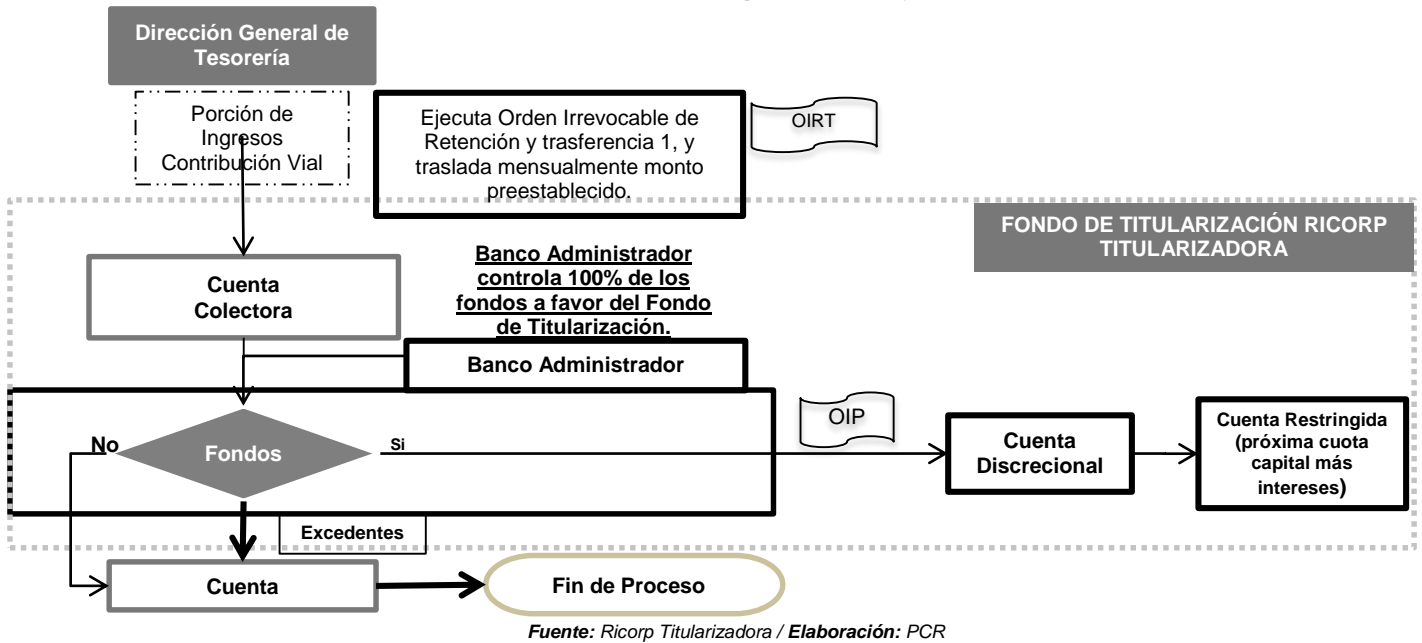 Dirección General de
Tesorería
Porción de
Ingresos
Contribución Vial
Ejecuta Orden Irrevocable de
Retención y trasferencia 1, y
traslada mensualmente monto
preestablecido.
OIRT
FONDO DE TITULARIZACIÓN RICORP
TITULARIZADORA
Banco Administrador
controla 100% de los
fondos a favor del Fondo
de Titularización.
Cuenta
Colectora
Banco Administrador
No
Fondos
Si
OIP
Cuenta
Discrecional
Cuenta Restringida
(próxima cuota
capital más
intereses)
Excedentes
Cuenta
Fin de Proceso
Fuente: Ricorp Titularizadora / Elaboración: PCR